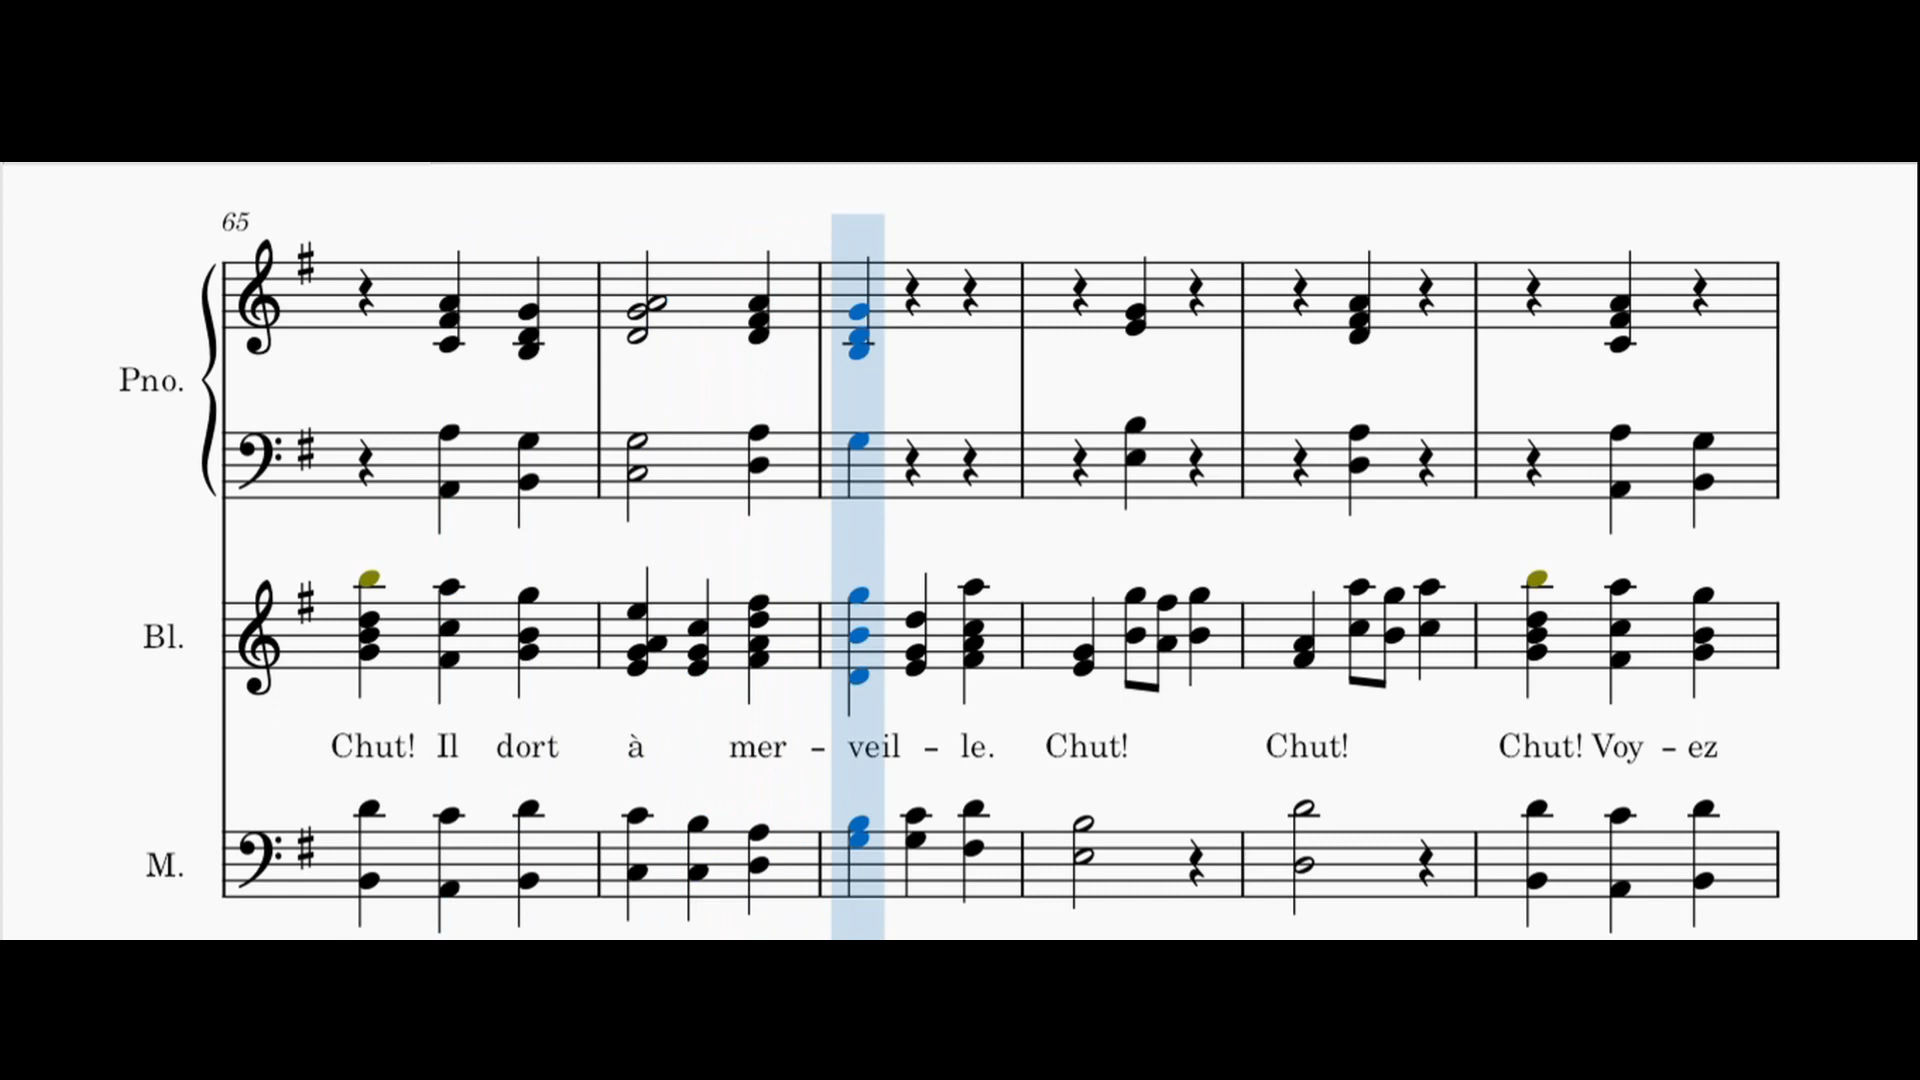 65
Pno.
Bl.
Chut! Il dort à mer - veil - le. Chut! Chut! Chut! Voy - ez
M.